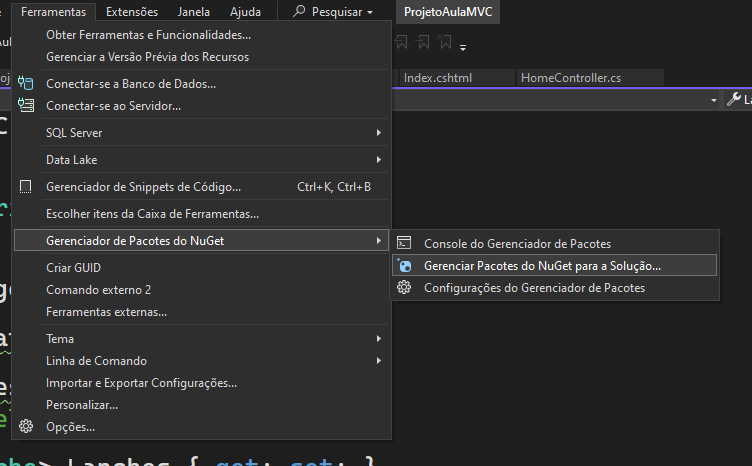 Ferramentas Extensões Janela Ajuda Pesquisar ProjetoAulaMVC
Obter Ferramentas e Funcionalidades...
Gerenciar a Versão Prévia dos Recursos
Index.cshtml HomeController.cs
Conectar-se a Banco de Dados...
Conectar-se ao Servidor...
SQL Server
Data Lake
Gerenciador de Snippets de Código... Ctrl+K, Ctrl+B
Escolher itens da Caixa de Ferramentas...
Gerenciador de Pacotes do NuGet
Console do Gerenciador de Pacotes
Gerenciar Pacotes do NuGet para a Solução...
Configurações do Gerenciador de Pacotes
Criar GUID
Comando externo 2
Ferramentas externas...
Tema
Linha de Comando
Importar e Exportar Configurações...
Personalizar...
Opções...
> Lanches { get; set; }